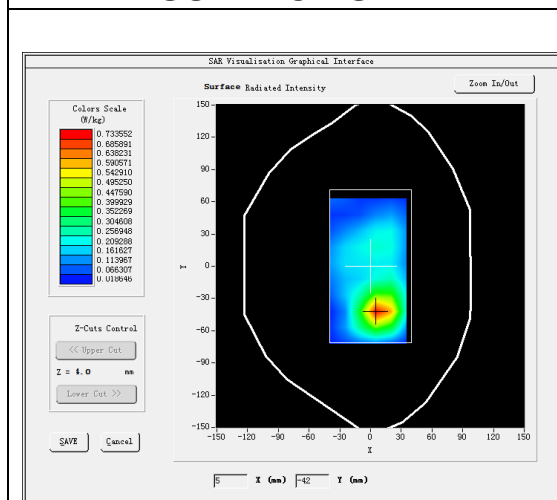 SAR Visualisation Graphical Interface
Surface Radiated Intensity
Zoom In/Out
Colors Scale
(W/kg)
0.733552
0.685891
0.638231
0.590571
0.542910
0.495250
0.447590
0.399929
0.352269
0.304608
0.256948
0.209288
0.161627
0.113967
0.066307
0.018646
Z-Cuts Control
<< Upper Cut
Z = 4.0 mm
Lower Cut >>
SAVE Cancel
150
120
90
60
30
0
-30
-60
-90
-120
-150
Y
-150 -120 -90 -60 -30 0 30 60 90 120 150
X
5 X (mm) -42 Y (mm)